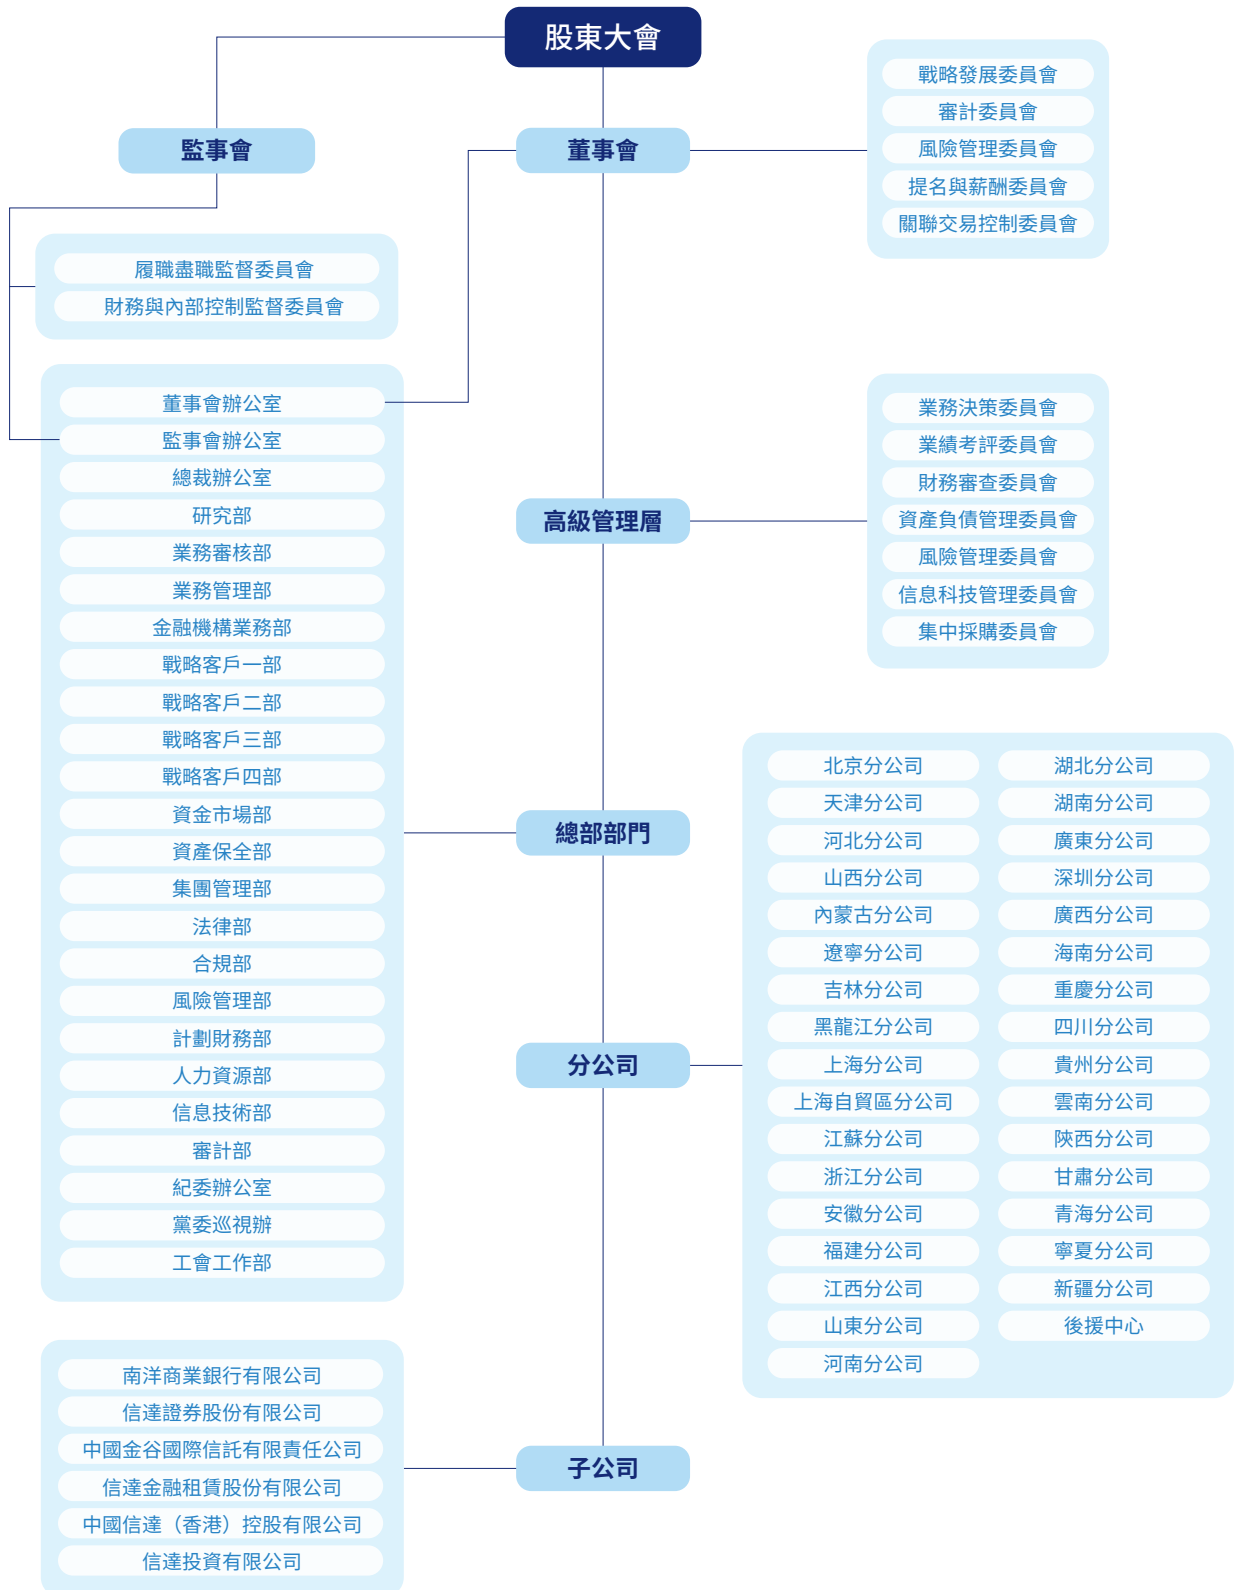 股東大會
監事會
董事會
戰略發展委員會
審計委員會
風險管理委員會
提名與薪酬委員會
關聯交易控制委員會
履職盡職監督委員會
財務與內部控制監督委員會
董事會辦公室
監事會辦公室
總裁辦公室
研究部
業務審核部
業務管理部
金融機構業務部
戰略客戶一部
戰略客戶二部
戰略客戶三部
戰略客戶四部
資金市場部
資產保全部
集團管理部
法律部
合規部
風險管理部
計劃財務部
人力資源部
信息技術部
審計部
紀委辦公室
黨委巡視辦
工會工作部
高級管理層
業務決策委員會
業績考評委員會
財務審查委員會
資產負債管理委員會
風險管理委員會
信息科技管理委員會
集中採購委員會
總部部門
分公司
北京分公司
天津分公司
河北分公司
山西分公司
內蒙古分公司
遼寧分公司
吉林分公司
黑龍江分公司
上海分公司
上海自貿區分公司
江蘇分公司
浙江分公司
安徽分公司
福建分公司
江西分公司
山東分公司
河南分公司
湖北分公司
湖南分公司
廣東分公司
深圳分公司
廣西分公司
海南分公司
重慶分公司
四川分公司
貴州分公司
雲南分公司
陝西分公司
甘肅分公司
青海分公司
寧夏分公司
新疆分公司
後援中心
子公司
南洋商業銀行有限公司
信達證券股份有限公司
中國金谷國際信託有限責任公司
信達金融租賃股份有限公司
中國信達（香港）控股有限公司
信達投資有限公司